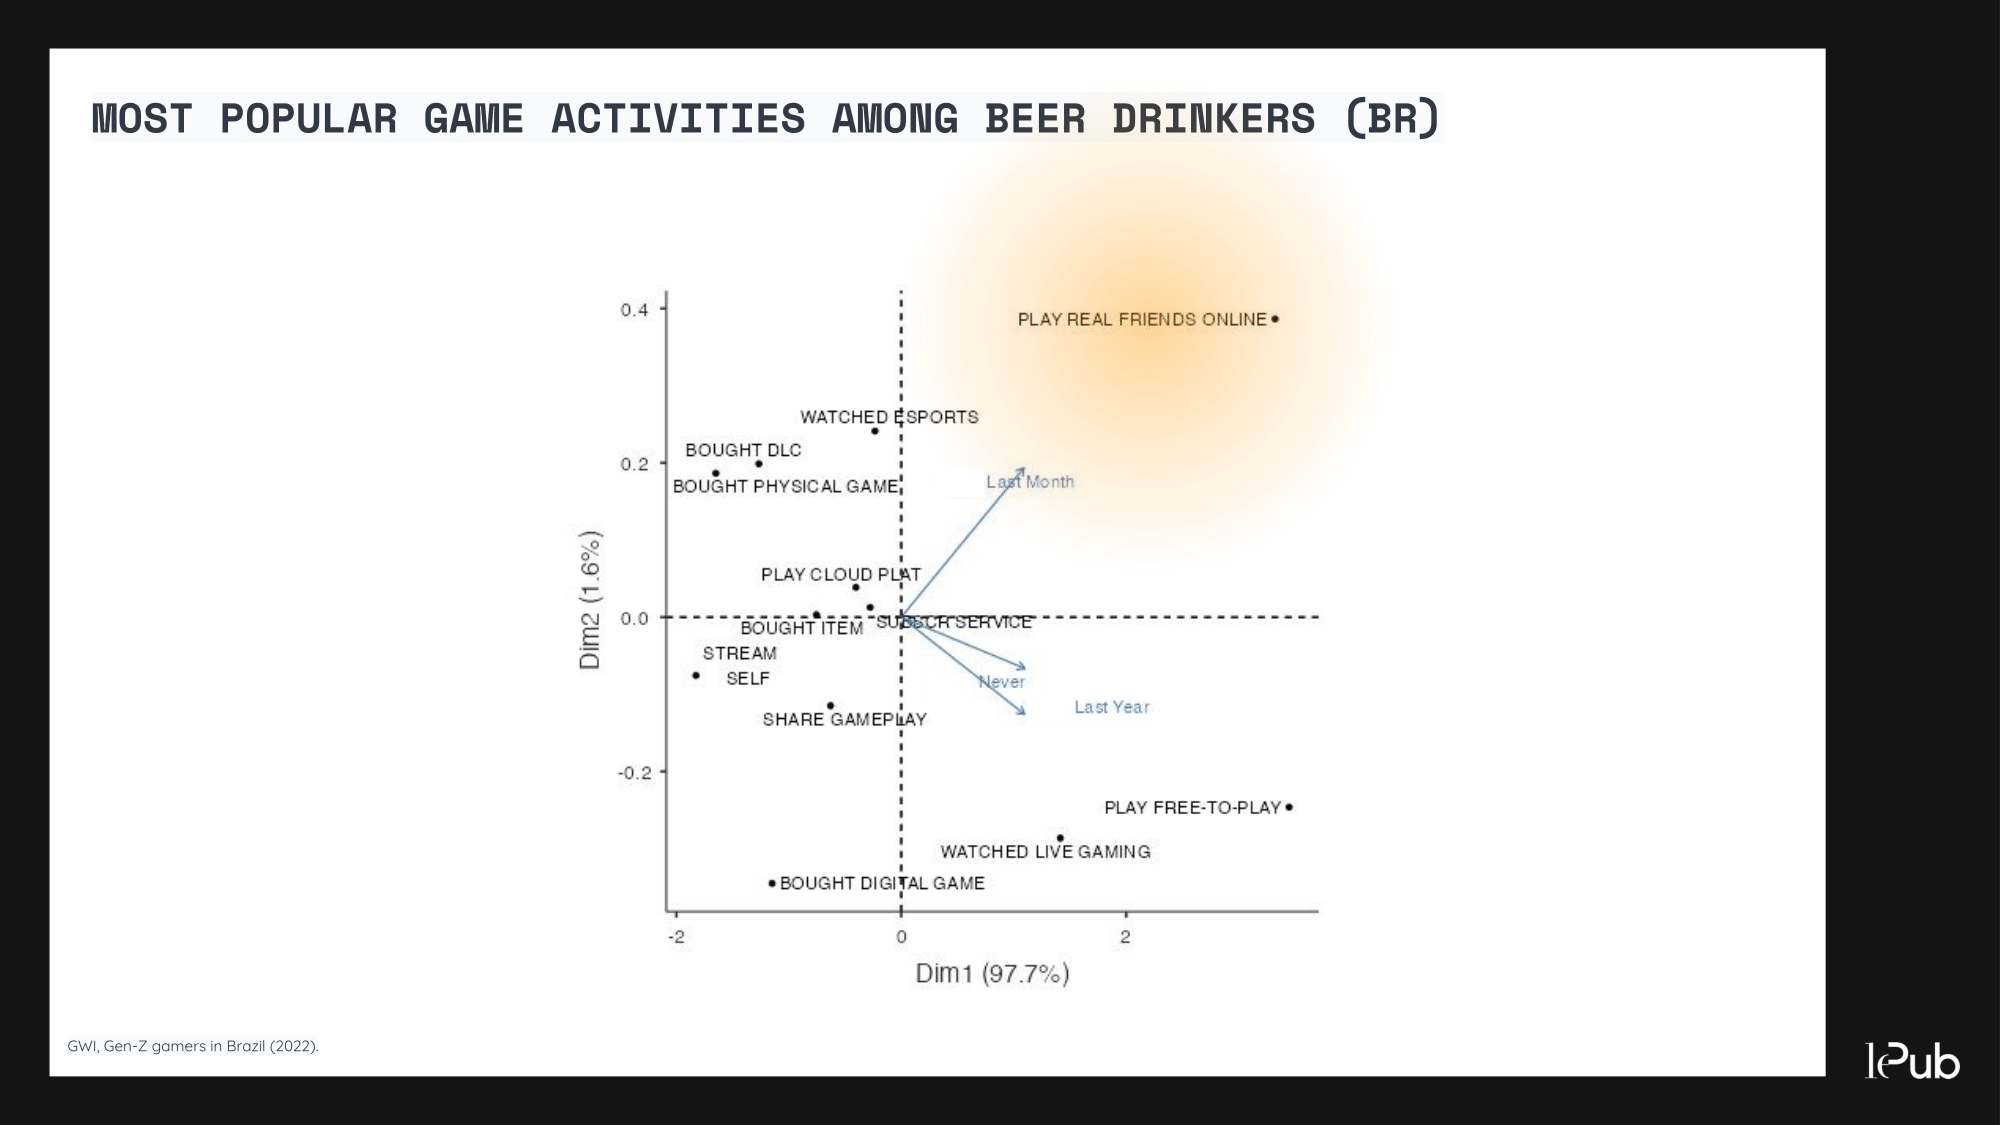 MOST POPULAR GAME ACTIVITIES AMONG BEER DRINKERS (BR)
0.4
PLAY REAL FRIENDS ONLINE
WATCHED ESPORTS
BOUGHT DLC
0.2
Last Month
BOUGHT PHYSICAL GAME
Dim2 (1.6%)
PLAY CLOUD PLAT
0.0
SUBSCR SERVICE
BOUGHT ITEM
STREAM
SELF
Never
Last Year
SHARE GAMEPLAY
-0.2
PLAY FREE-TO-PLAY
WATCHED LIVE GAMING
BOUGHT DIGITAL GAME
-2
0
2
Dim1 (97.7%)
GWI, Gen-Z gamers in Brazil (2022).
lePub